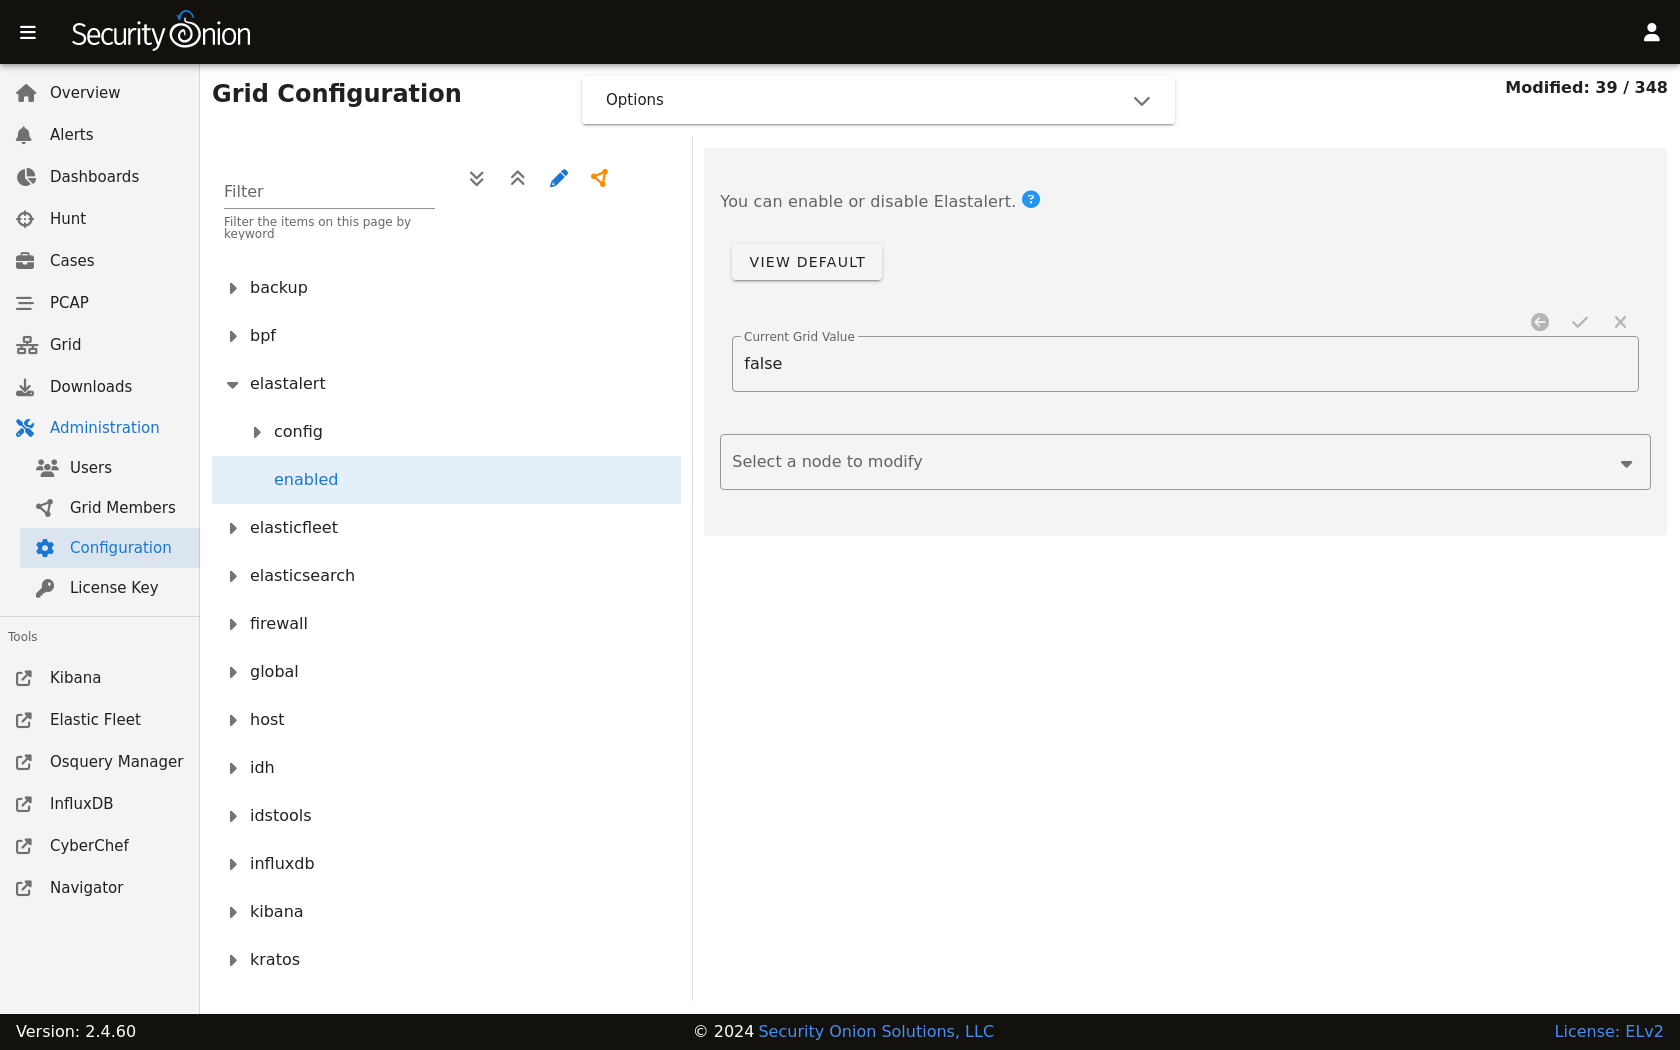 Security Onion
Overview
Alerts
Dashboards
Hunt
Cases
PCAP
Grid
Downloads
Administration
Users
Grid Members
Configuration
License Key
Tools
Kibana
Elastic Fleet
Osquery Manager
InfluxDB
CyberChef
Navigator
Grid Configuration
Options
Modified: 39 / 348
Filter
Filter the items on this page by
keyword
backup
bpf
elastalert
config
enabled
elasticfleet
elasticsearch
firewall
global
host
idh
idstools
influxdb
kibana
kratos
You can enable or disable Elastalert. ?
VIEW DEFAULT
Current Grid Value
false
Select a node to modify
Version: 2.4.60
© 2024 Security Onion Solutions, LLC
License: ELv2